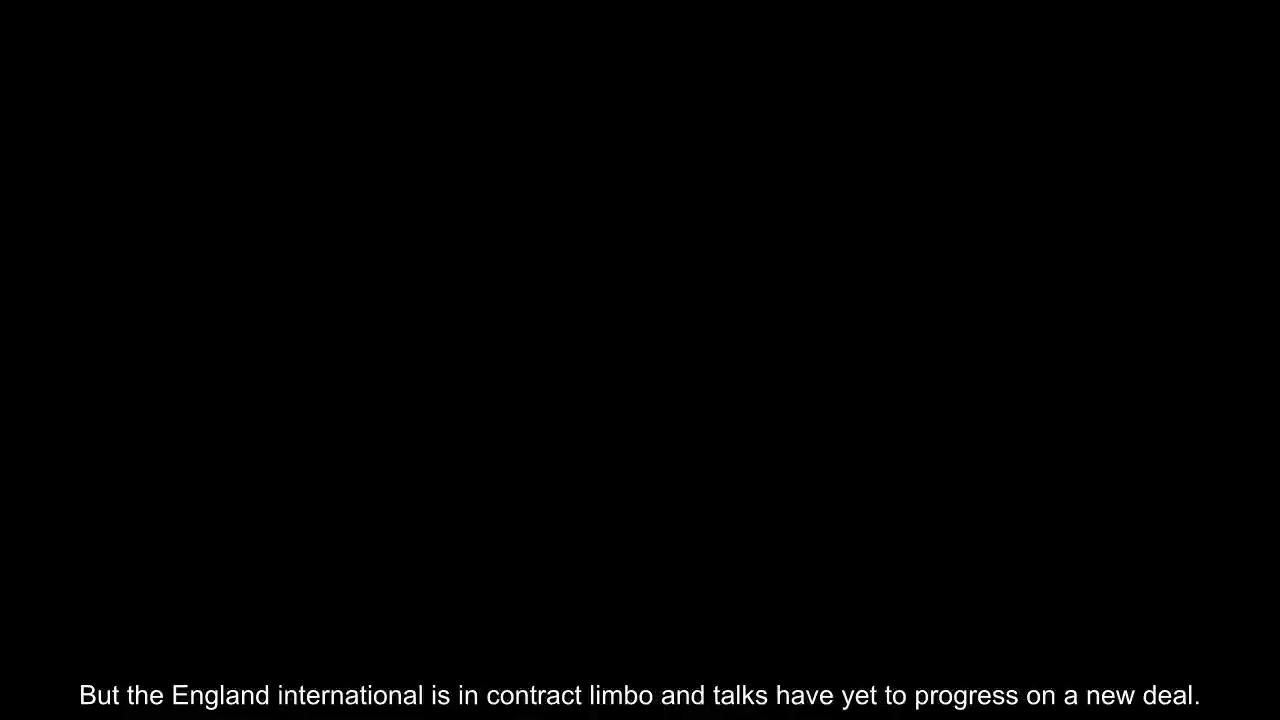 But the England international is in contract limbo and talks have yet to progress on a new deal.